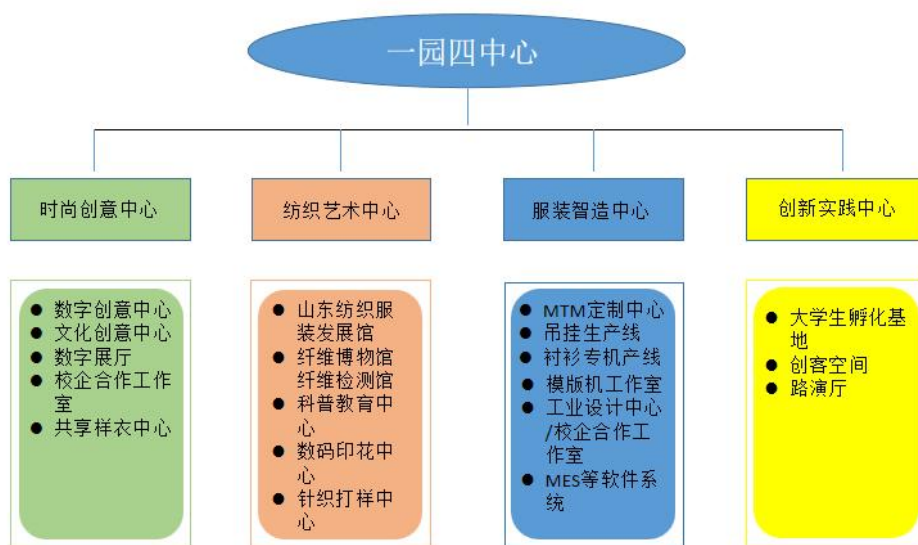 一园四中心
时尚创意中心
纺织艺术中心
服装智造中心
创新实践中心
● 数字创意中心
● 文化创意中心
● 数字展厅
● 校企合作工作
室
● 共享样衣中心
● 山东纺织服
装发展馆
● 纤维博物馆
纤维检测馆
● 科普教育中
心
● 数码印花中
心
● 针织打样中
心
● MTM定制中心
● 吊挂生产线
● 衬衫专机产线
● 模版机工作室
● 工业设计中心
/校企合作工
作室
● MES等软件系
统
● 大学生孵化基
地
● 创客空间
● 路演厅